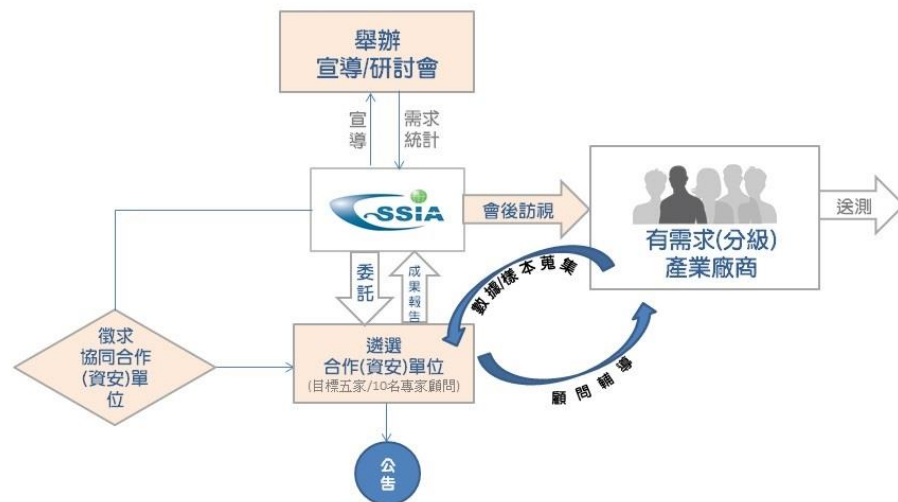 舉辦
宣導/研討會
宣導
需求
統計
SSIA
會後訪視
有需求(分級)
產業廠商
送測
委託
成果報告
數據/樣本蒐集
顧問輔導
徵求
協同合作
(資安)單
位
遴選
合作(資安)單位
(目標五家/10名專家顧問)
公告